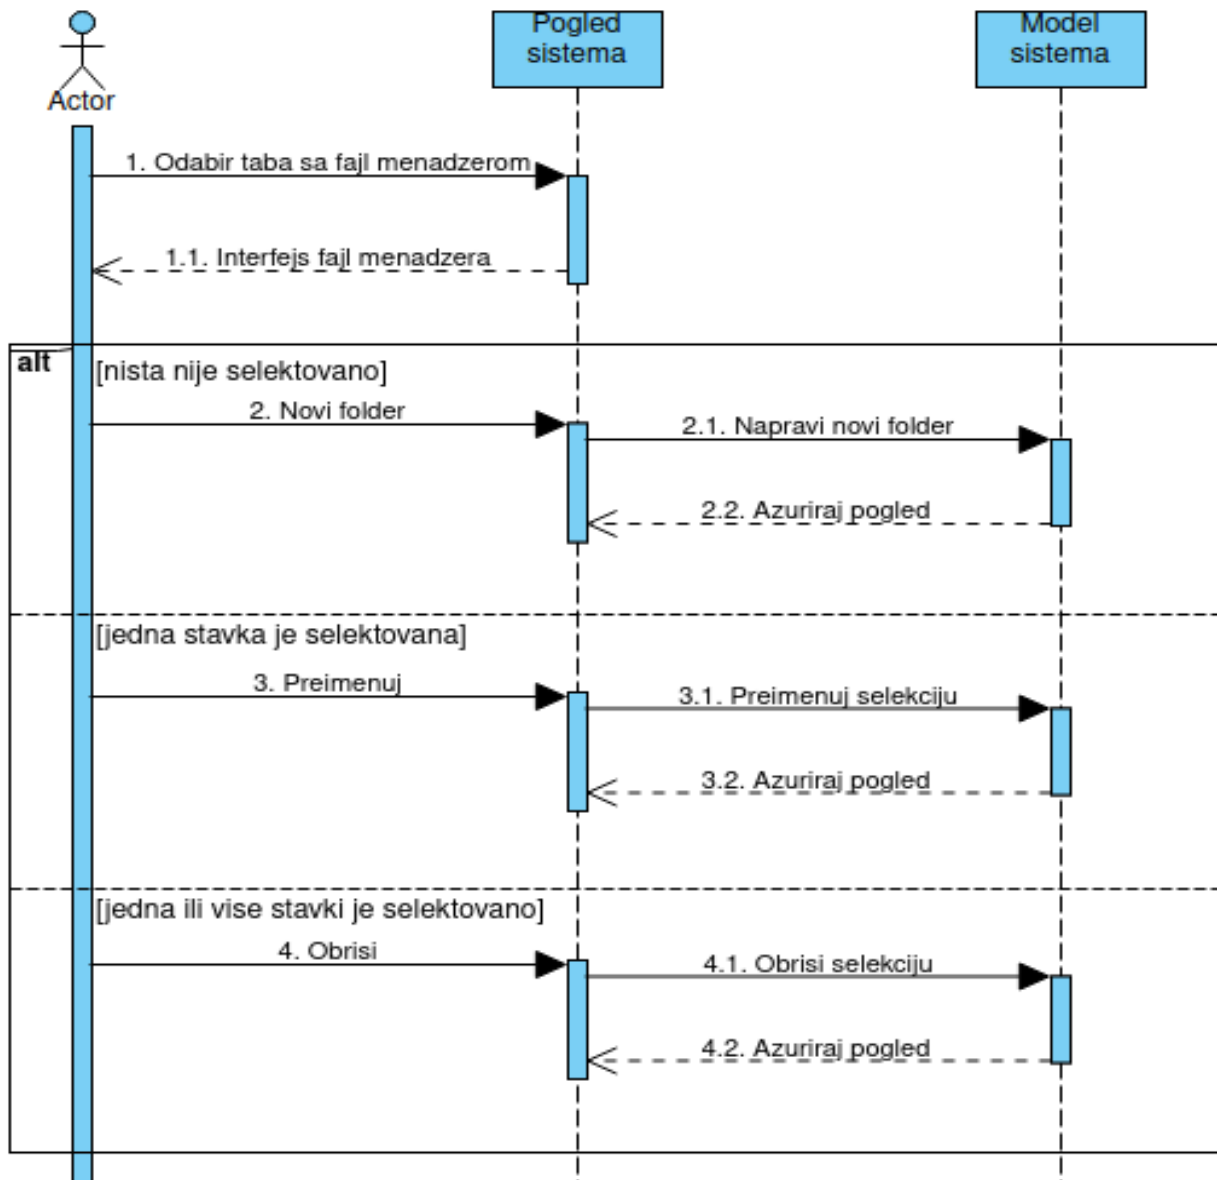 Actor
Pogled
sistema
Model
sistema
1. Odabir taba sa fajl menadzerom
1.1. Interfejs fajl menadzera
alt
[nista nije selektovano]
2. Novi folder
2.1. Napravi novi folder
2.2. Azuriraj pogled
[jedna stavka je selektovana]
3. Preimenuj
3.1. Preimenuj selekciju
3.2. Azuriraj pogled
[jedna ili vise stavki je selektovano]
4. Obrisi
4.1. Obrisi selekciju
4.2. Azuriraj pogled